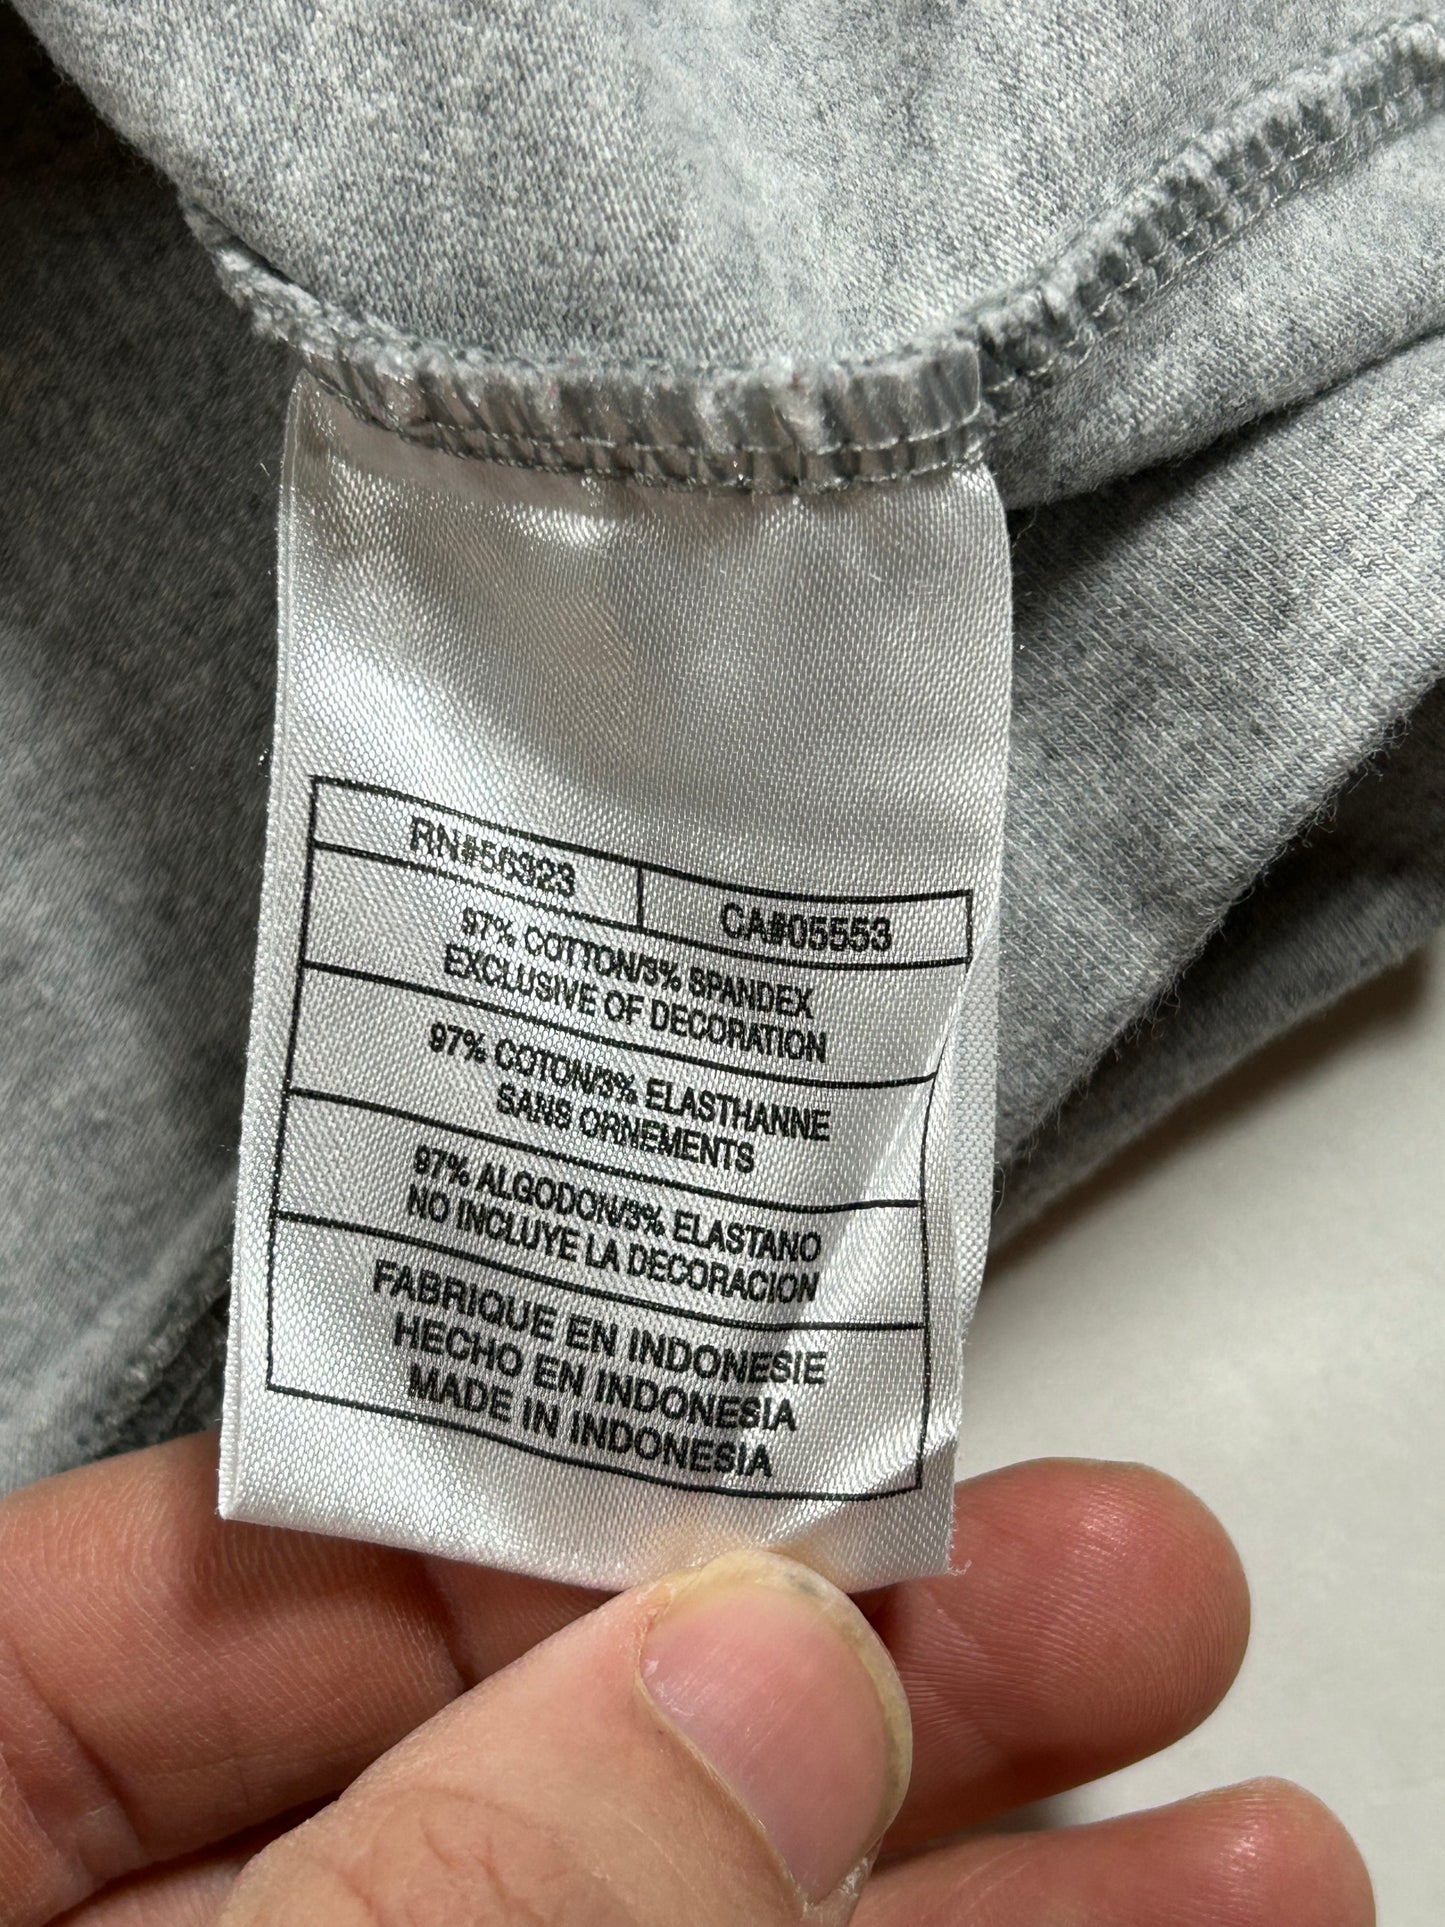 RN#56323
CA#05553
97% COTTON/3% SPANDEX
EXCLUSIVE OF DECORATION
97% COTON/3% ELASTHANNE
SANS ORNEMENTS
97% ALGODON/3% ELASTANO
NO INCLUYE LA DECORACION
FABRIQUE EN INDONESIE
HECHO EN INDONESIA
MADE IN INDONESIA